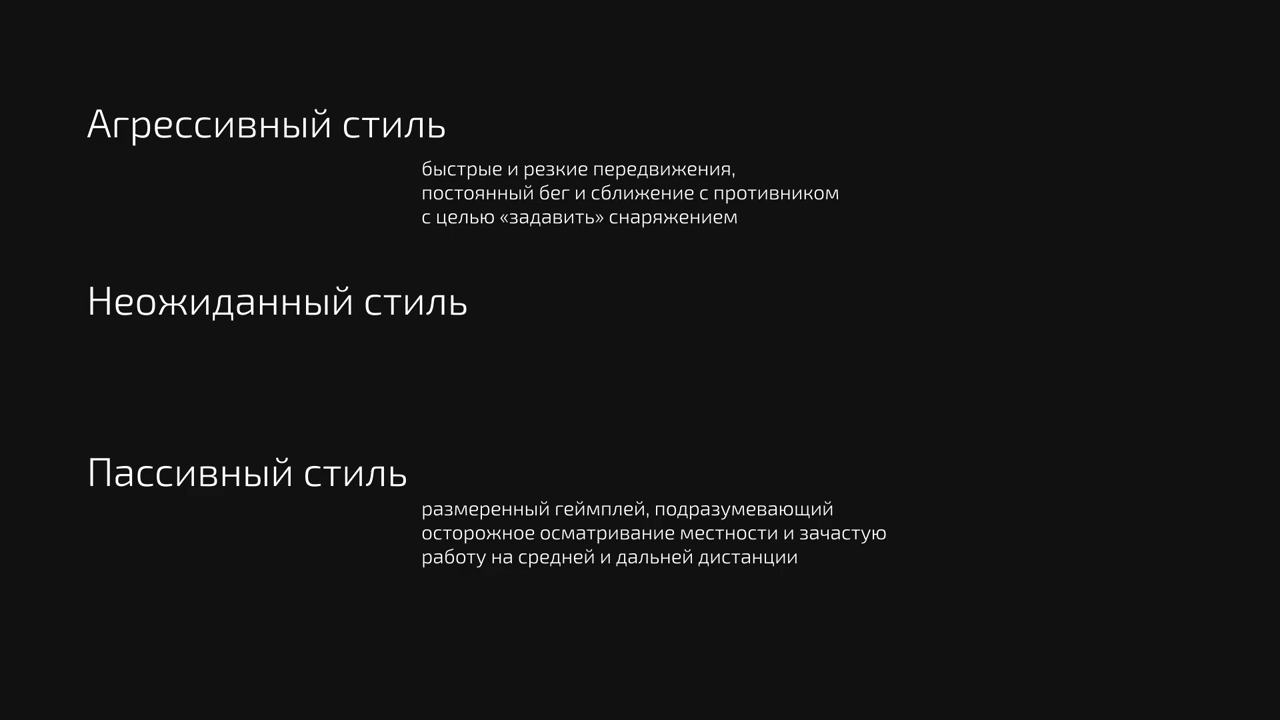 Агрессивный стиль
быстрые и резкие передвижения,
постоянный бег и сближение с противником
с целью «задавить» снаряжением
Неожиданный стиль
Пассивный стиль
размеренный геймплей, подразумевающий
осторожное осматривание местности и зачастую
работу на средней и дальней дистанции